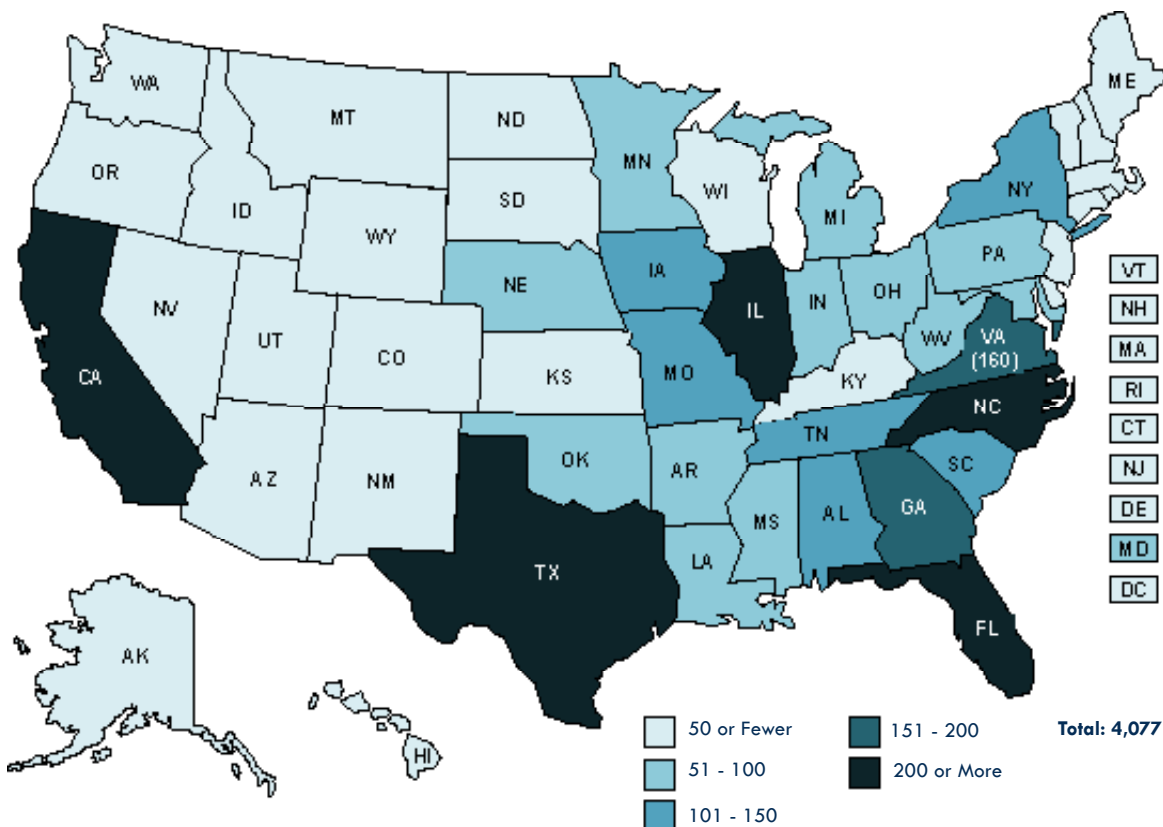 ME
WA
MT
ND
MN
OR
WI
NY
ID
SD
MI
WY
PA
IA
VT
NE
OH
IN
NV
IL
NH
UT
WV
VA
(160)
CO
MA
CA
MO
KS
KY
RI
NC
CT
TN
AZ
OK
SC
NM
AR
NJ
MS
AL
GA
DE
MD
LA
TX
DC
FL
AK
HI
50 or Fewer
151 - 200
Total: 4,077
51 - 100
200 or More
101 - 150